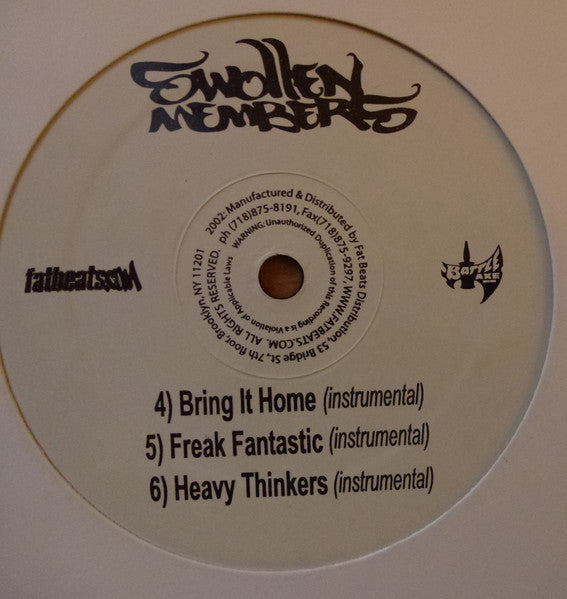 SWOLLEN
MEMBERS
2002: Manufactured & Distributed by Fat Beats Distribution, 53 Bridge St., 7th floor, Brooklyn, NY 11201
ph (718)875-8191, Fax(718)875-9297, WWW.FATBEATS.COM. ALL RIGHTS RESERVED.
WARNING: Unauthorized Duplication of this Recording is a Violation of Applicable Laws
fatbeats.com
BATTLE
AXE
4) Bring It Home (instrumental)
5) Freak Fantastic (instrumental)
6) Heavy Thinkers (instrumental)